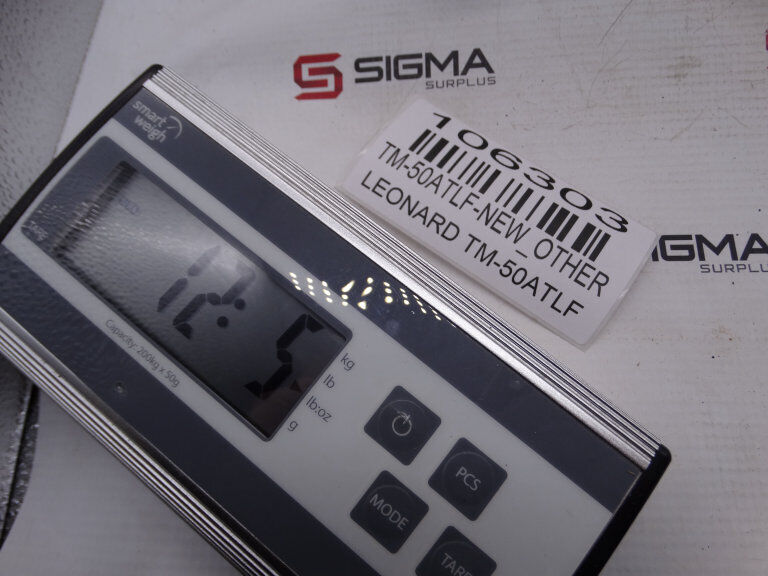 SIGMA
SURPLUS
106303
TM-50ATLF-NEW_OTHER
LEONARD TM-50ATLF
SIGMA
SURPLUS
smart
weigh
12: 5
kg
lb
lb:oz
g
Capacity: 200kg x 50g
PCS
MODE
TARE